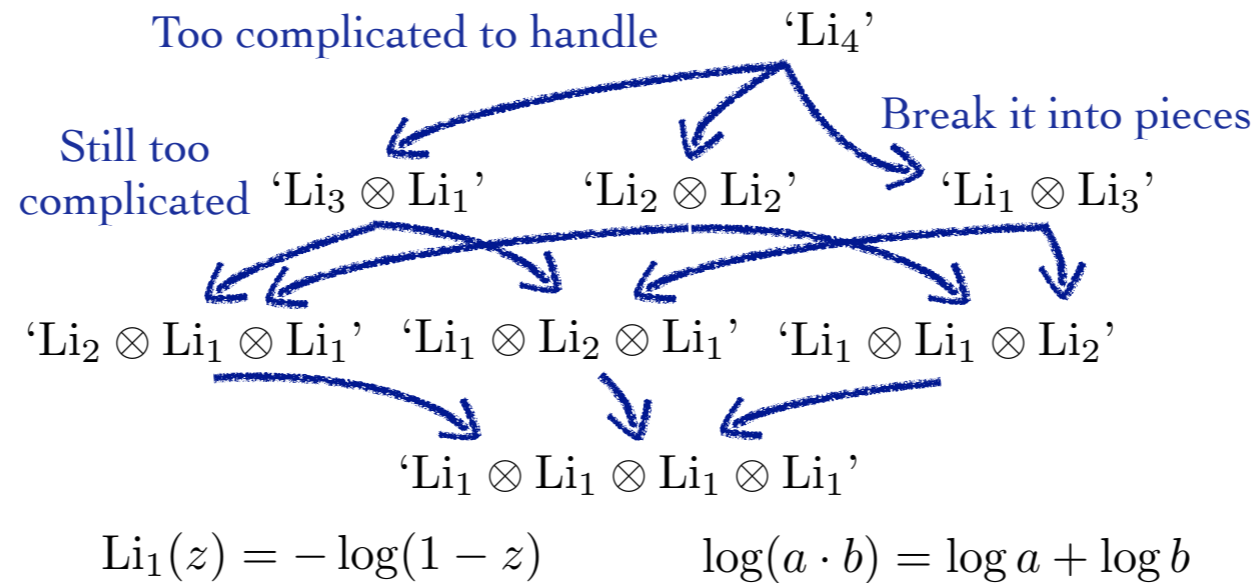 Too complicated to handle ‘Li₄’
Break it into pieces
Still too
complicated ‘Li₃ ⊗ Li₁’ ‘Li₂ ⊗ Li₂’ ‘Li₁ ⊗ Li₃’
‘Li₂ ⊗ Li₁ ⊗ Li₁’ ‘Li₁ ⊗ Li₂ ⊗ Li₁’ ‘Li₁ ⊗ Li₁ ⊗ Li₂’
‘Li₁ ⊗ Li₁ ⊗ Li₁ ⊗ Li₁’
Li₁(z) = − log(1 − z) log(a · b) = log a + log b